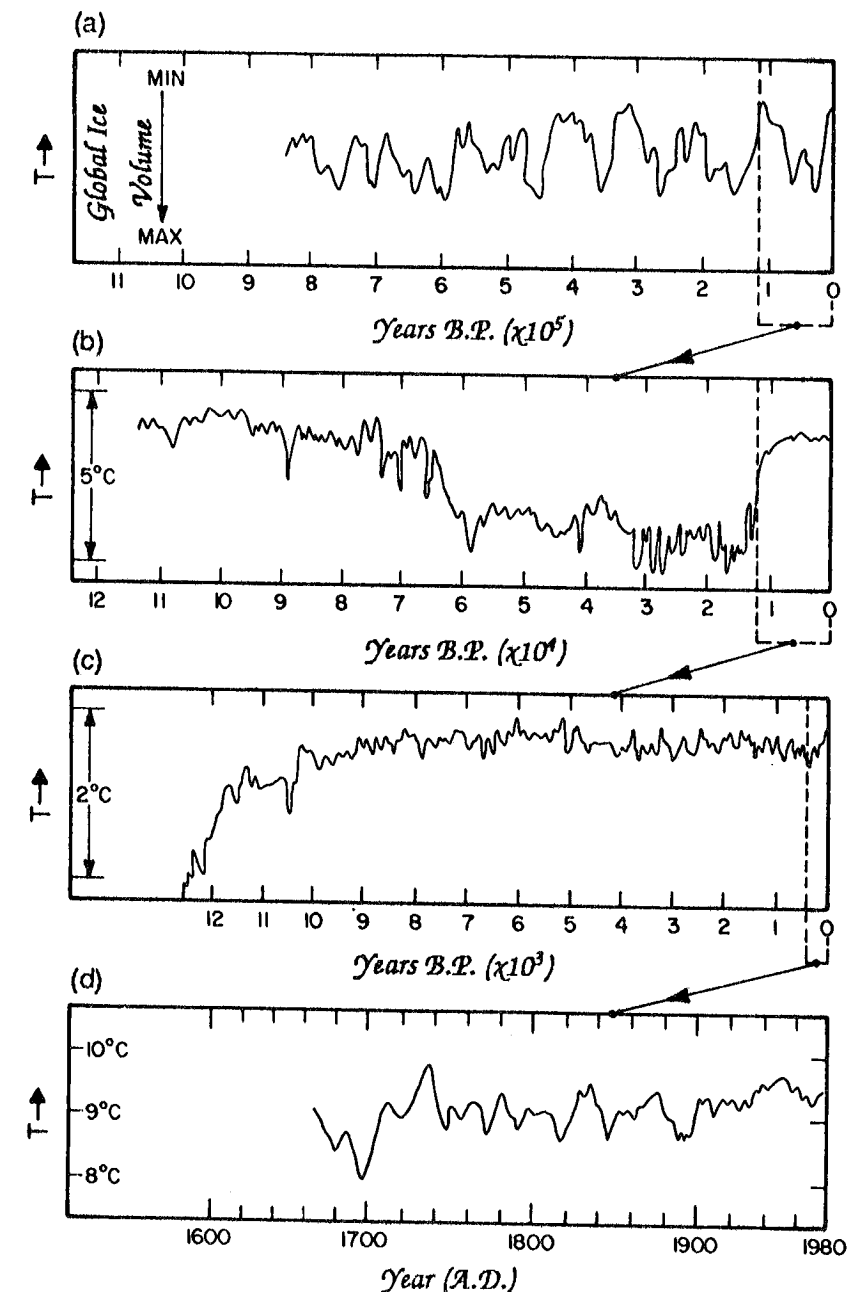 (a)
MIN
Global Ice
Volume
MAX
T
11 10 9 8 7 6 5 4 3 2 1 0
Years B.P. (x10⁵)
(b)
5°C
T
12 11 10 9 8 7 6 5 4 3 2 1 0
Years B.P. (x10⁴)
(c)
2°C
T
12 11 10 9 8 7 6 5 4 3 2 1 0
Years B.P. (x10³)
(d)
10°C
9°C
8°C
T
1600 1700 1800 1900 1980
Year (A.D.)